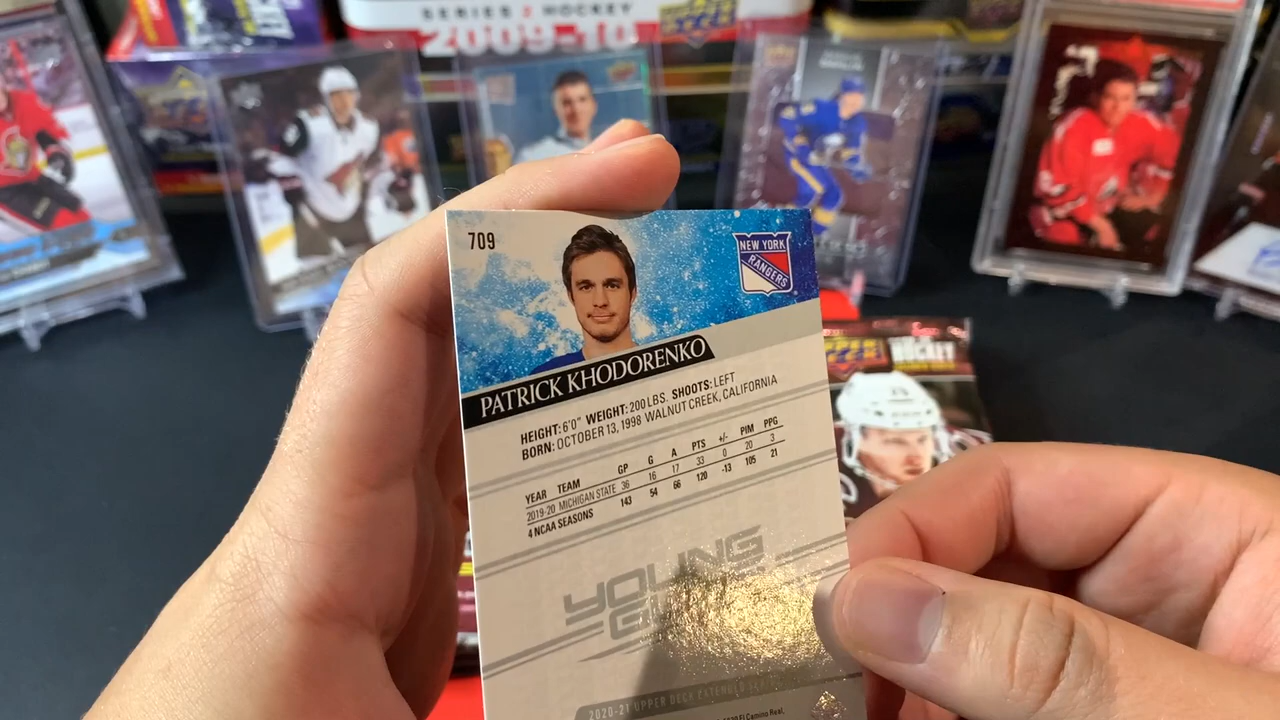 SERIES 2 HOCKEY
2009-10
709
NEW YORK
RANGERS
PATRICK KHODORENKO
HEIGHT: 6'0" WEIGHT: 200 LBS. SHOOTS: LEFT
BORN: OCTOBER 13, 1998 WALNUT CREEK, CALIFORNIA
YEAR TEAM GP G A PTS +/- PIM PPG
2019-20 MICHIGAN STATE 36 16 17 33 0 20 3
4 NCAA SEASONS 143 54 66 120 -13 105 21
YOUNG
2020-21 UPPER DECK EXTENDED
El Camino Real,
UPPER
DECK
HOCKEY